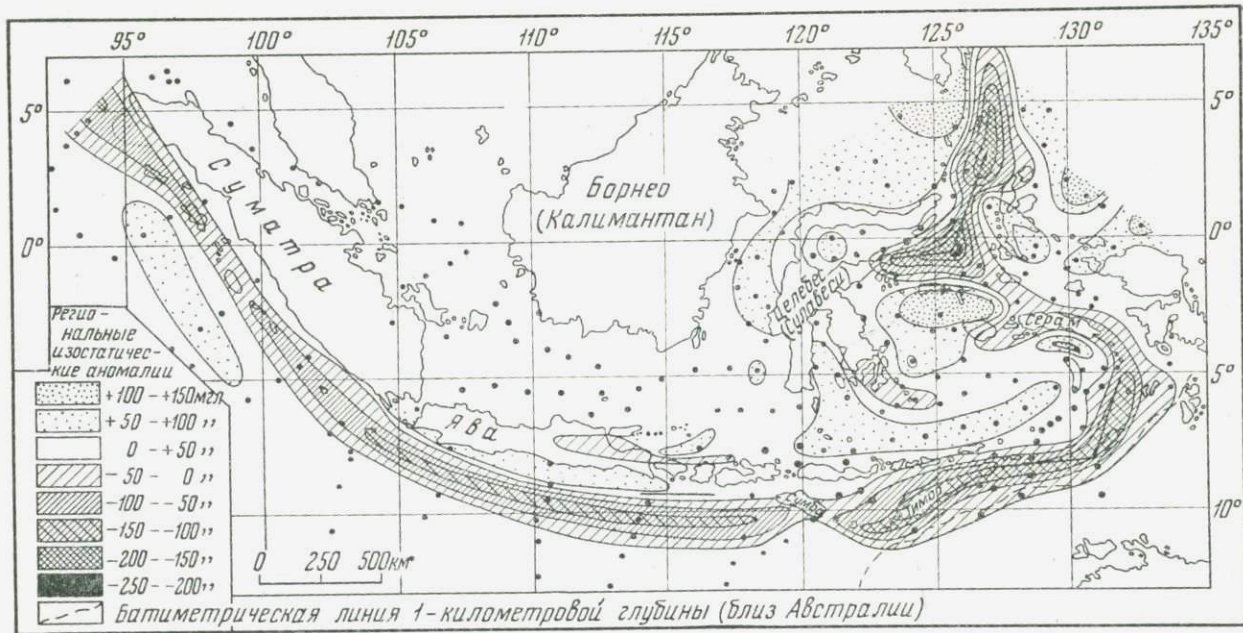 95° 100° 105° 110° 115° 120° 125° 130° 135°
5°
5°
Суматра
Борнео
(Калимантан)
0°
0°
Целебес
(Сулавеси)
Серам
Регио-
нальные
изостатичес-
кие аномалии
+100 - +150мгл
+50 - +100 „
0 - +50 „
-50 - 0 „
-100 - -50 „
-150 - -100 „
-200 - -150 „
-250 - -200 „
5°
Ява
Тимор
10°
0 250 500км
Батиметрическая линия 1-километровой глубины (близ Австралии)